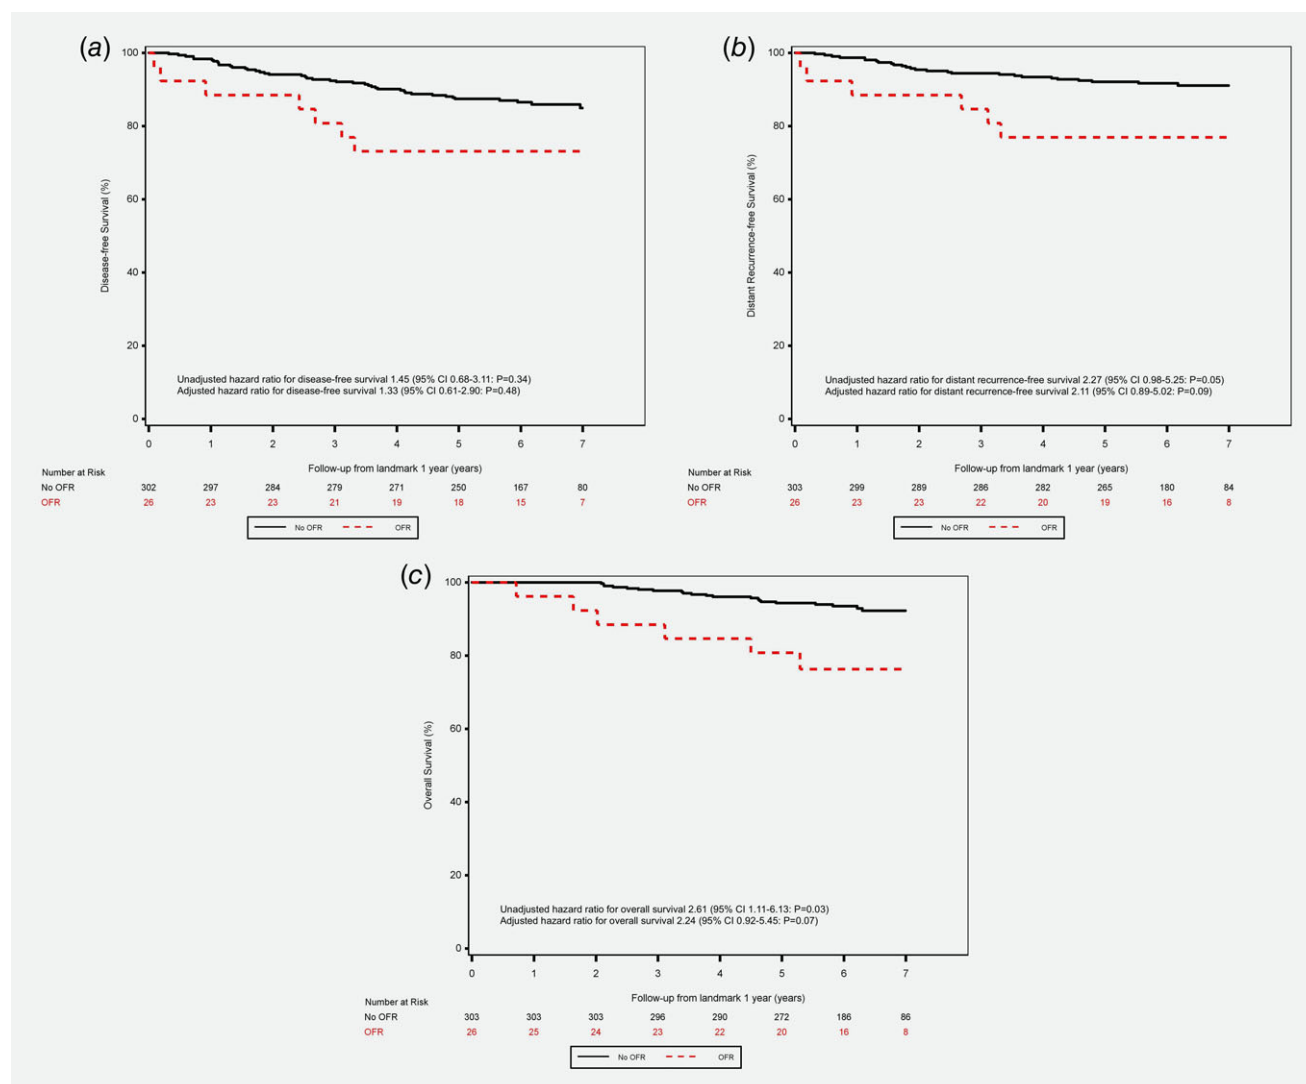 (a)
100
80
60
40
20
0
Disease-free Survival (%)
Unadjusted hazard ratio for disease-free survival 1.45 (95% CI 0.68-3.11: P=0.34)
Adjusted hazard ratio for disease-free survival 1.33 (95% CI 0.61-2.90: P=0.48)
0 1 2 3 4 5 6 7
Follow-up from landmark 1 year (years)
Number at Risk
No OFR 302 297 284 279 271 250 167 80
OFR 26 23 23 21 19 18 15 7
No OFR OFR
(b)
100
80
60
40
20
0
Distant Recurrence-free Survival (%)
Unadjusted hazard ratio for distant recurrence-free survival 2.27 (95% CI 0.98-5.25: P=0.05)
Adjusted hazard ratio for distant recurrence-free survival 2.11 (95% CI 0.89-5.02: P=0.09)
0 1 2 3 4 5 6 7
Follow-up from landmark 1 year (years)
Number at Risk
No OFR 303 299 289 286 282 265 180 84
OFR 26 23 23 22 20 19 16 8
No OFR OFR
(c)
100
80
60
40
20
0
Overall Survival (%)
Unadjusted hazard ratio for overall survival 2.61 (95% CI 1.11-6.13: P=0.03)
Adjusted hazard ratio for overall survival 2.24 (95% CI 0.92-5.45: P=0.07)
0 1 2 3 4 5 6 7
Follow-up from landmark 1 year (years)
Number at Risk
No OFR 303 303 303 296 290 272 186 86
OFR 26 25 24 23 22 20 16 8
No OFR OFR